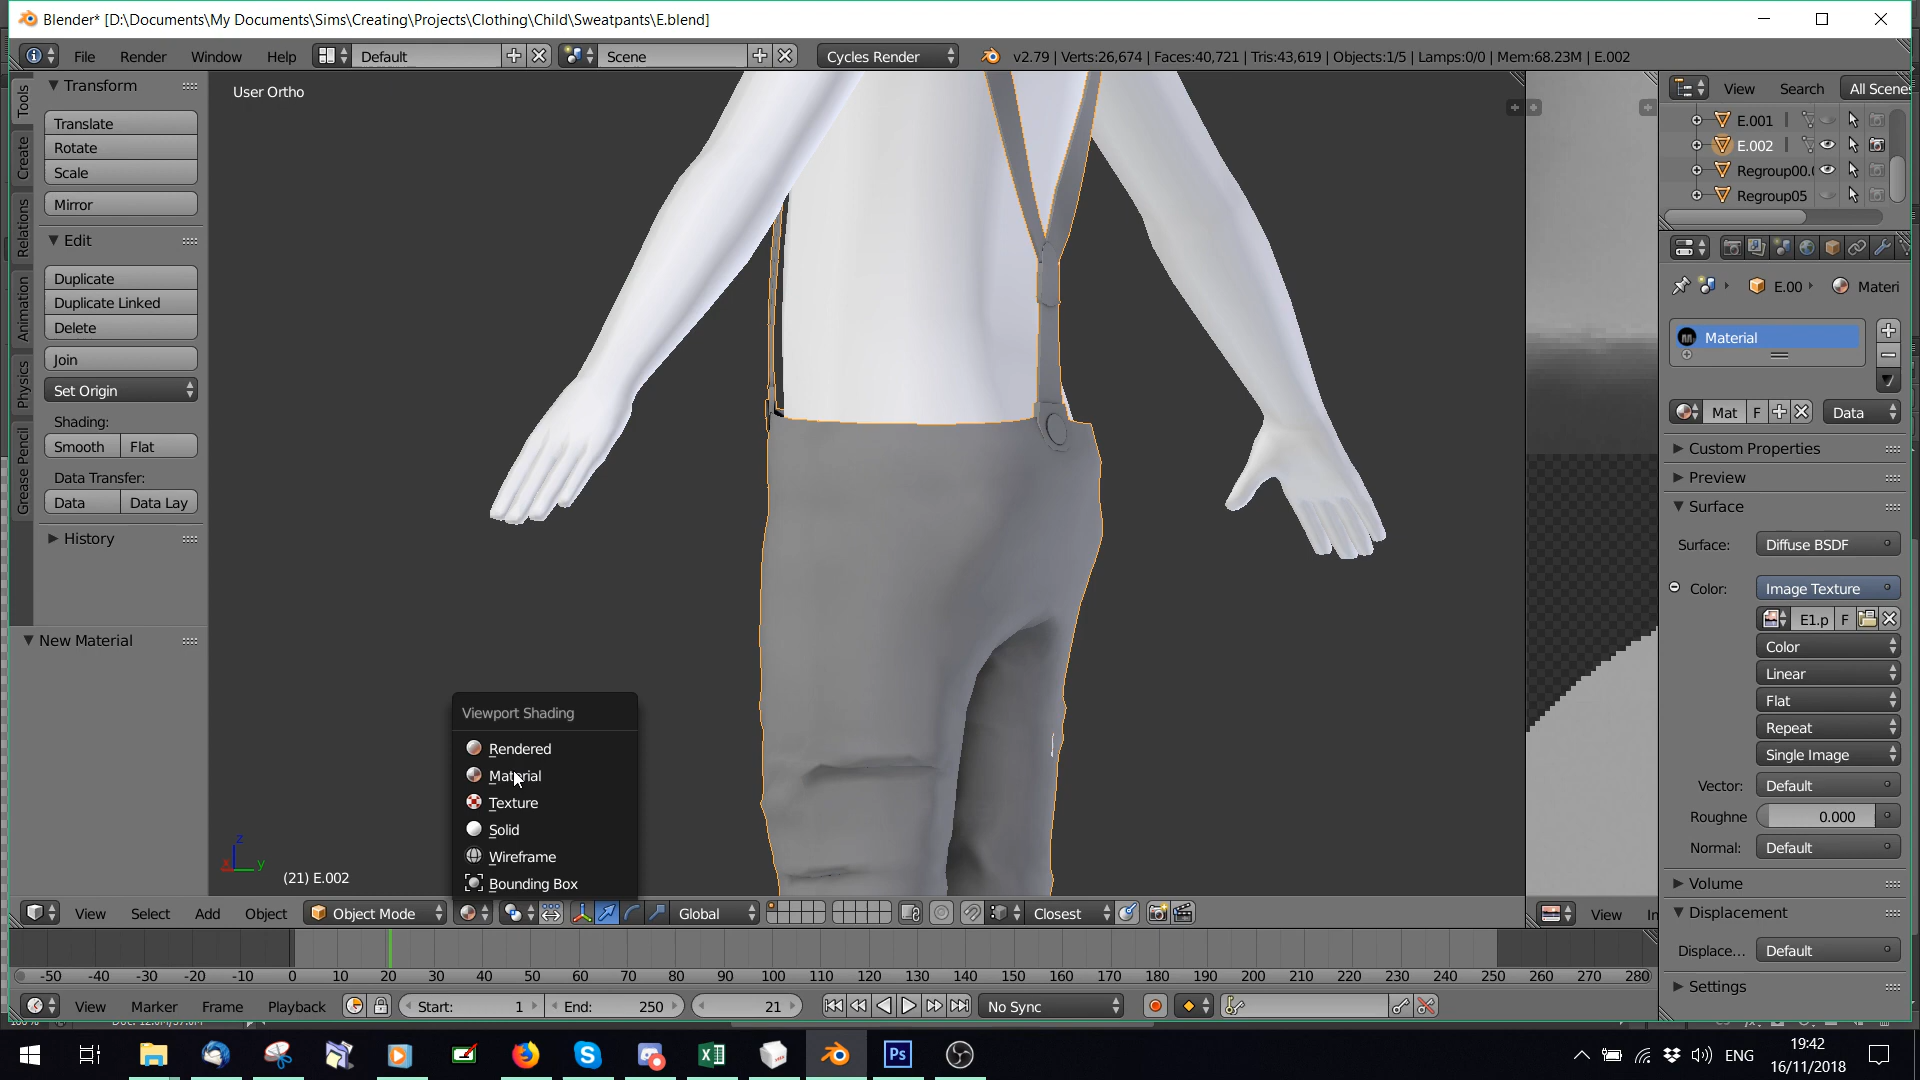 Blender* [D:\Documents\My Documents\Sims\Creating\Projects\Clothing\Child\Sweatpants\E.blend]
File Render Window Help Default Scene Cycles Render v2.79 | Verts:26,674 | Faces:40,721 | Tris:43,619 | Objects:1/5 | Lamps:0/0 | Mem:68.23M | E.002
Tools
Create
Relations
Animation
Physics
Grease Pencil
Transform
Translate
Rotate
Scale
Mirror
Edit
Duplicate
Duplicate Linked
Delete
Join
Set Origin
Shading:
Smooth Flat
Data Transfer:
Data Data Lay
History
New Material
User Ortho
Viewport Shading
Rendered
Material
Texture
Solid
Wireframe
Bounding Box
z
x y
(21) E.002
View Select Add Object Object Mode Global Closest
View
View Search All Scenes
E.001
E.002
Regroup00.
Regroup05
E.00 Materi
Material
Mat F Data
Custom Properties
Preview
Surface
Surface: Diffuse BSDF
Color: Image Texture
E1.p F
Color
Linear
Flat
Repeat
Single Image
Vector: Default
Roughne 0.000
Normal: Default
Volume
Displacement
Displace... Default
Settings
-50 -40 -30 -20 -10 0 10 20 30 40 50 60 70 80 90 100 110 120 130 140 150 160 170 180 190 200 210 220 230 240 250 260 270 280
View Marker Frame Playback Start: 1 End: 250 21 No Sync
Ps
ENG
19:42
16/11/2018